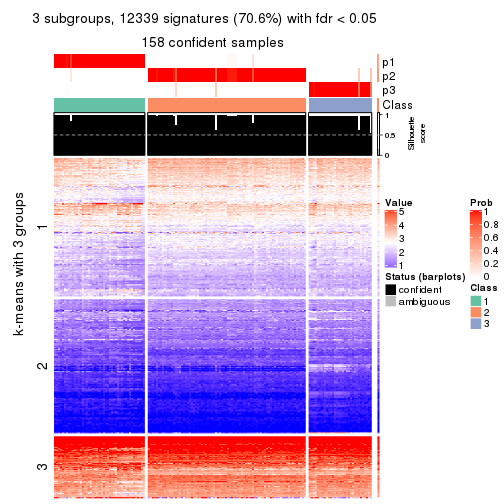 3 subgroups, 12339 signatures (70.6%) with fdr < 0.05
158 confident samples
p1
p2
p3
Class
1
0.5
0
Silhouette
score
k-means with 3 groups
1
2
3
Value
5
4
3
2
1
Status (barplots)
confident
ambiguous
Prob
1
0.8
0.6
0.4
0.2
0
Class
1
2
3